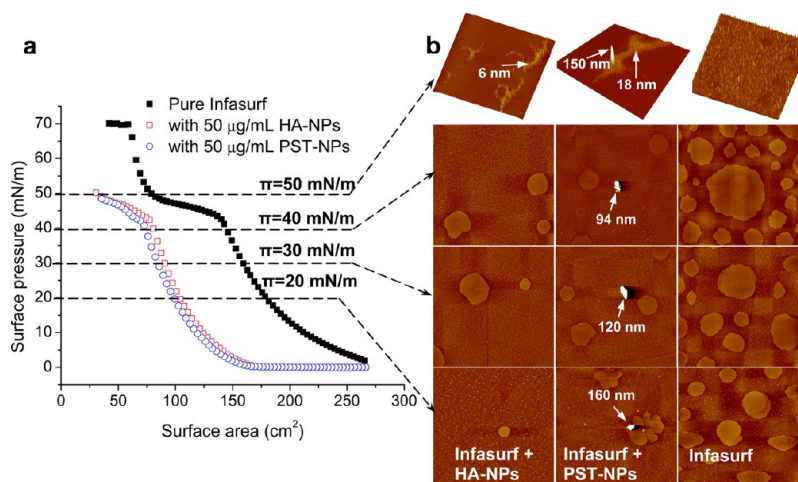 a
b
Pure Infasurf
with 50 μg/mL HA-NPs
with 50 μg/mL PST-NPs
π=50 mN/m
π=40 mN/m
π=30 mN/m
π=20 mN/m
70
60
50
40
30
20
10
0
Surface pressure (mN/m)
0
50
100
150
200
250
300
Surface area (cm²)
6 nm
150 nm
18 nm
94 nm
120 nm
160 nm
Infasurf +
HA-NPs
Infasurf +
PST-NPs
Infasurf